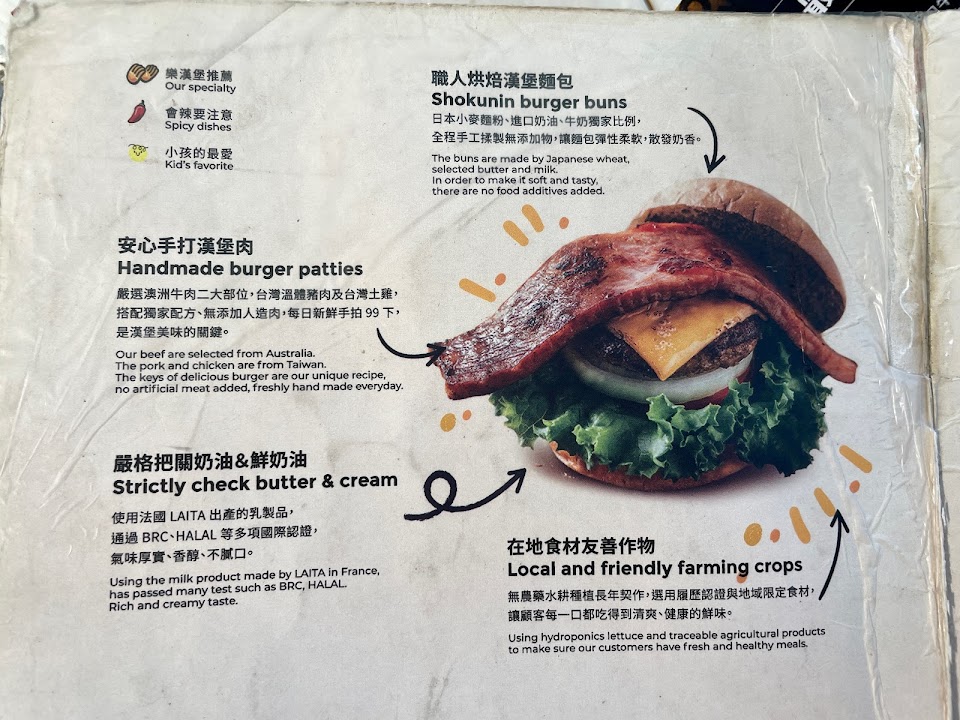 樂漢堡推薦
Our specialty
會辣要注意
Spicy dishes
小孩的最愛
Kid's favorite
職人烘焙漢堡麵包
Shokunin burger buns
日本小麥麵粉、進口奶油、牛奶獨家比例，
全程手工揉製無添加物，讓麵包彈性柔軟，散發奶香。
The buns are made by Japanese wheat,
selected butter and milk.
In order to make it soft and tasty,
there are no food additives added.
安心手打漢堡肉
Handmade burger patties
嚴選澳洲牛肉二大部位，台灣溫體豬肉及台灣土雞，
搭配獨家配方、無添加人造肉，每日新鮮手拍 99 下，
是漢堡美味的關鍵。
Our beef are selected from Australia.
The pork and chicken are from Taiwan.
The keys of delicious burger are our unique recipe,
no artificial meat added, freshly hand made everyday.
嚴格把關奶油&鮮奶油
Strictly check butter & cream
使用法國 LAITA 出產的乳製品，
通過 BRC、HALAL 等多項國際認證，
氣味厚實、香醇、不膩口。
Using the milk product made by LAITA in France,
has passed many test such as BRC, HALAL.
Rich and creamy taste.
在地食材友善作物
Local and friendly farming crops
無農藥水耕種植長年契作，選用履歷認證與地域限定食材，
讓顧客每一口都吃得到清爽、健康的鮮味。
Using hydroponics lettuce and traceable agricultural products
to make sure our customers have fresh and healthy meals.